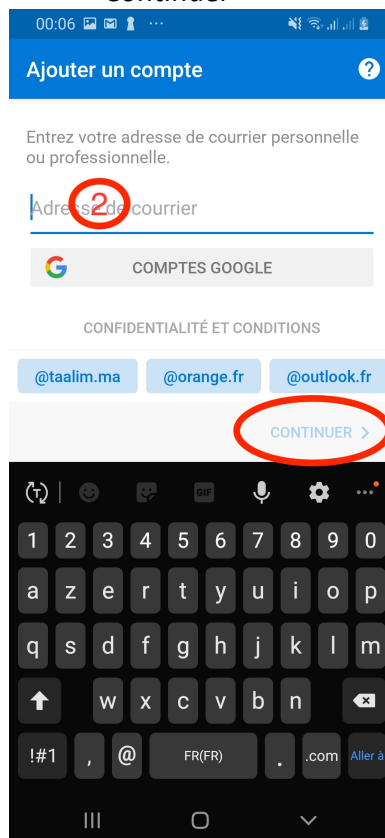 Continuer
00:06
Ajouter un compte ?
Entrez votre adresse de courrier personnelle
ou professionnelle.
Adresse de courrier
2
G COMPTES GOOGLE
CONFIDENTIALITÉ ET CONDITIONS
@taalim.ma @orange.fr @outlook.fr
CONTINUER >
T GIF ...
1 2 3 4 5 6 7 8 9 0
a z e r t y u i o p
q s d f g h j k l m
w x c v b n
!#1 , @ FR(FR) . .com Aller à